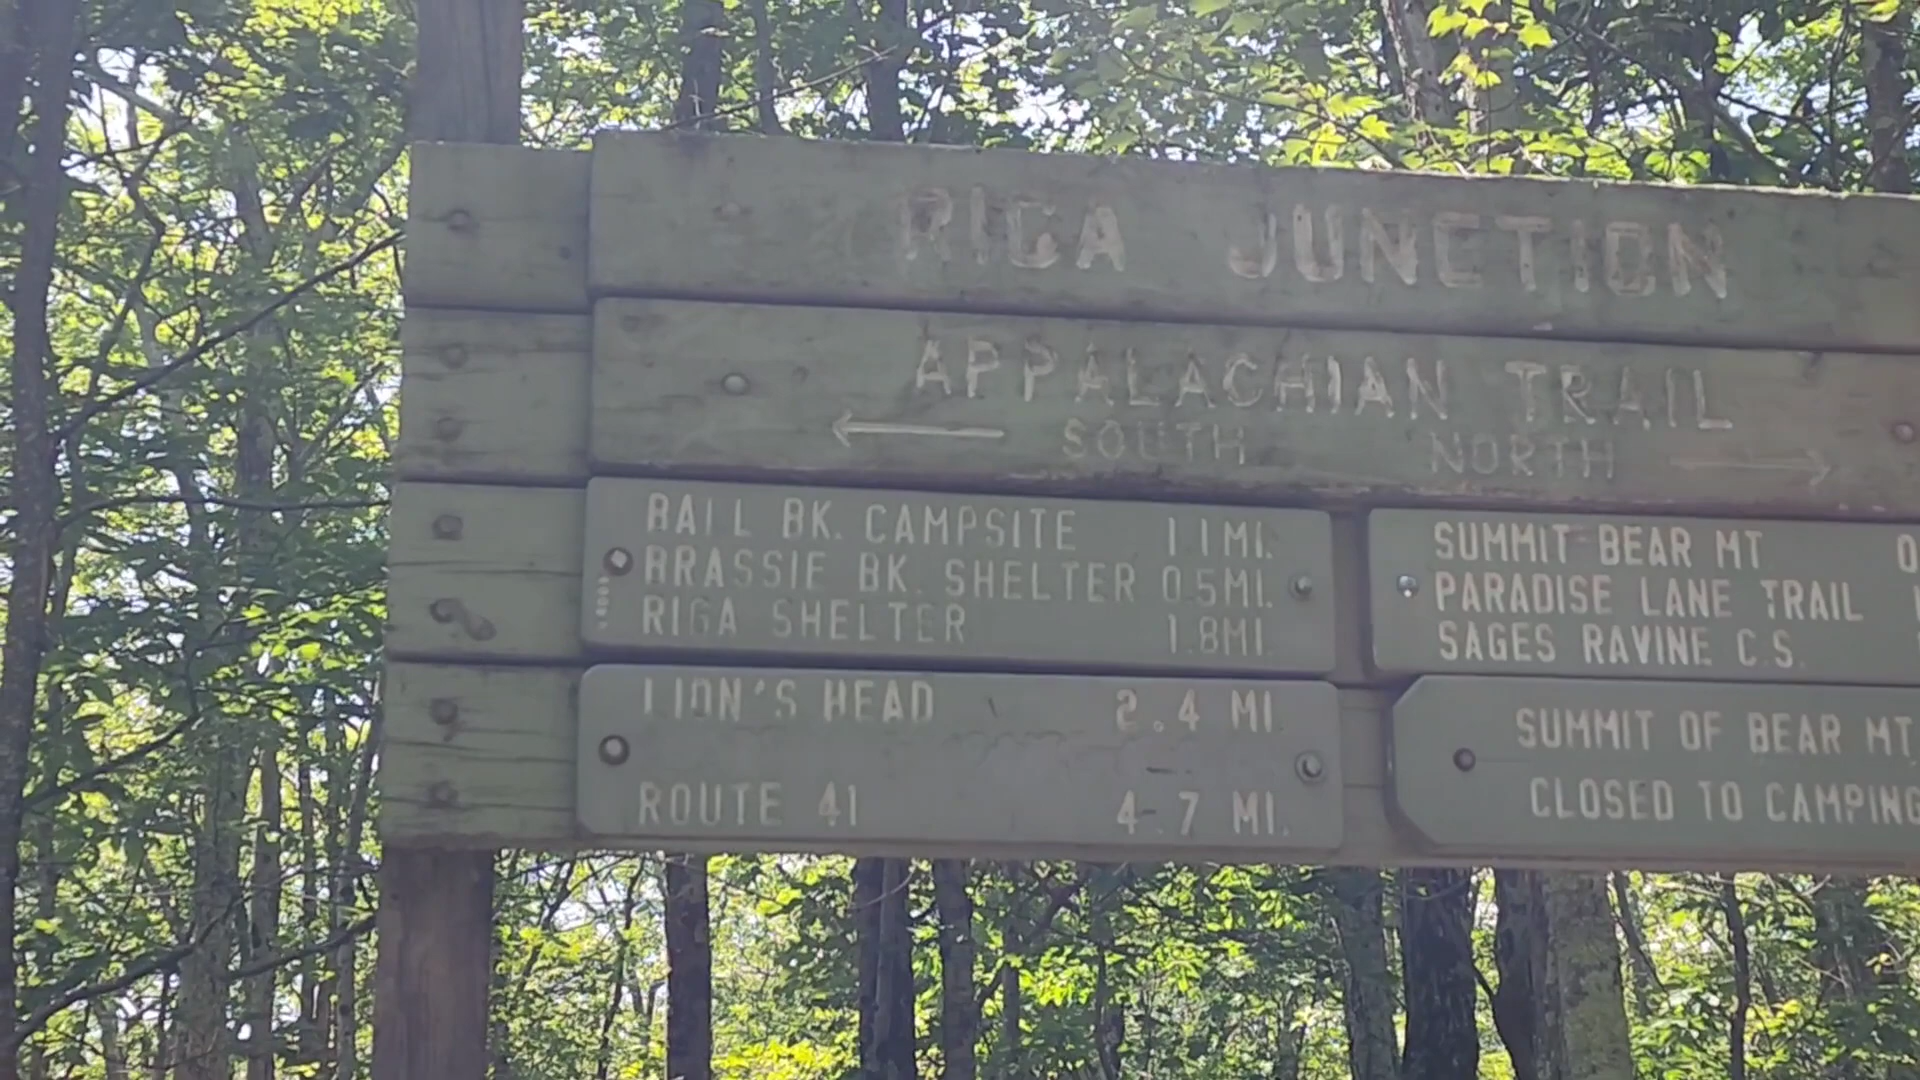 RIGA JUNCTION
APPALACHIAN TRAIL
← SOUTH NORTH →
BALL BK. CAMPSITE 1.1 MI.
BRASSIE BK. SHELTER 0.5 MI.
RIGA SHELTER 1.8 MI.
LION'S HEAD 2.4 MI.
ROUTE 41 4.7 MI.
SUMMIT BEAR MT 0
PARADISE LANE TRAIL
SAGES RAVINE C.S.
SUMMIT OF BEAR MT.
CLOSED TO CAMPING